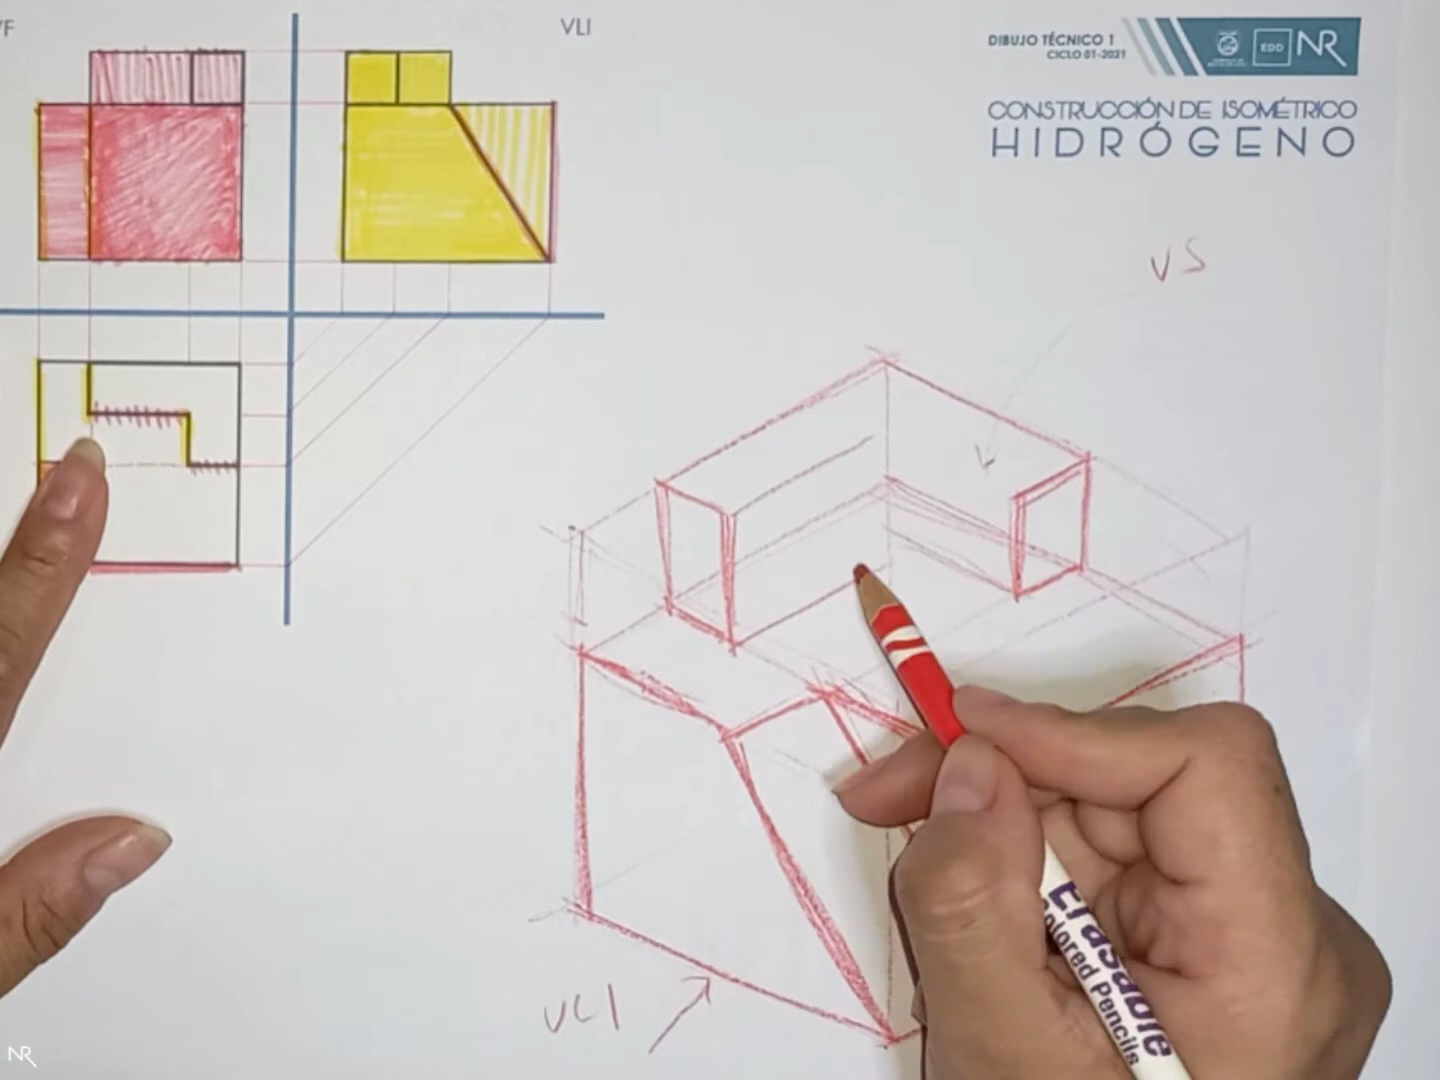 VF
VLI
DIBUJO TÉCNICO 1
CICLO 01-2021
EDD
NR
CONSTRUCCIÓN DE ISOMÉTRICO
HIDRÓGENO
VS
VLI
Erasable
Colored Pencils
NR